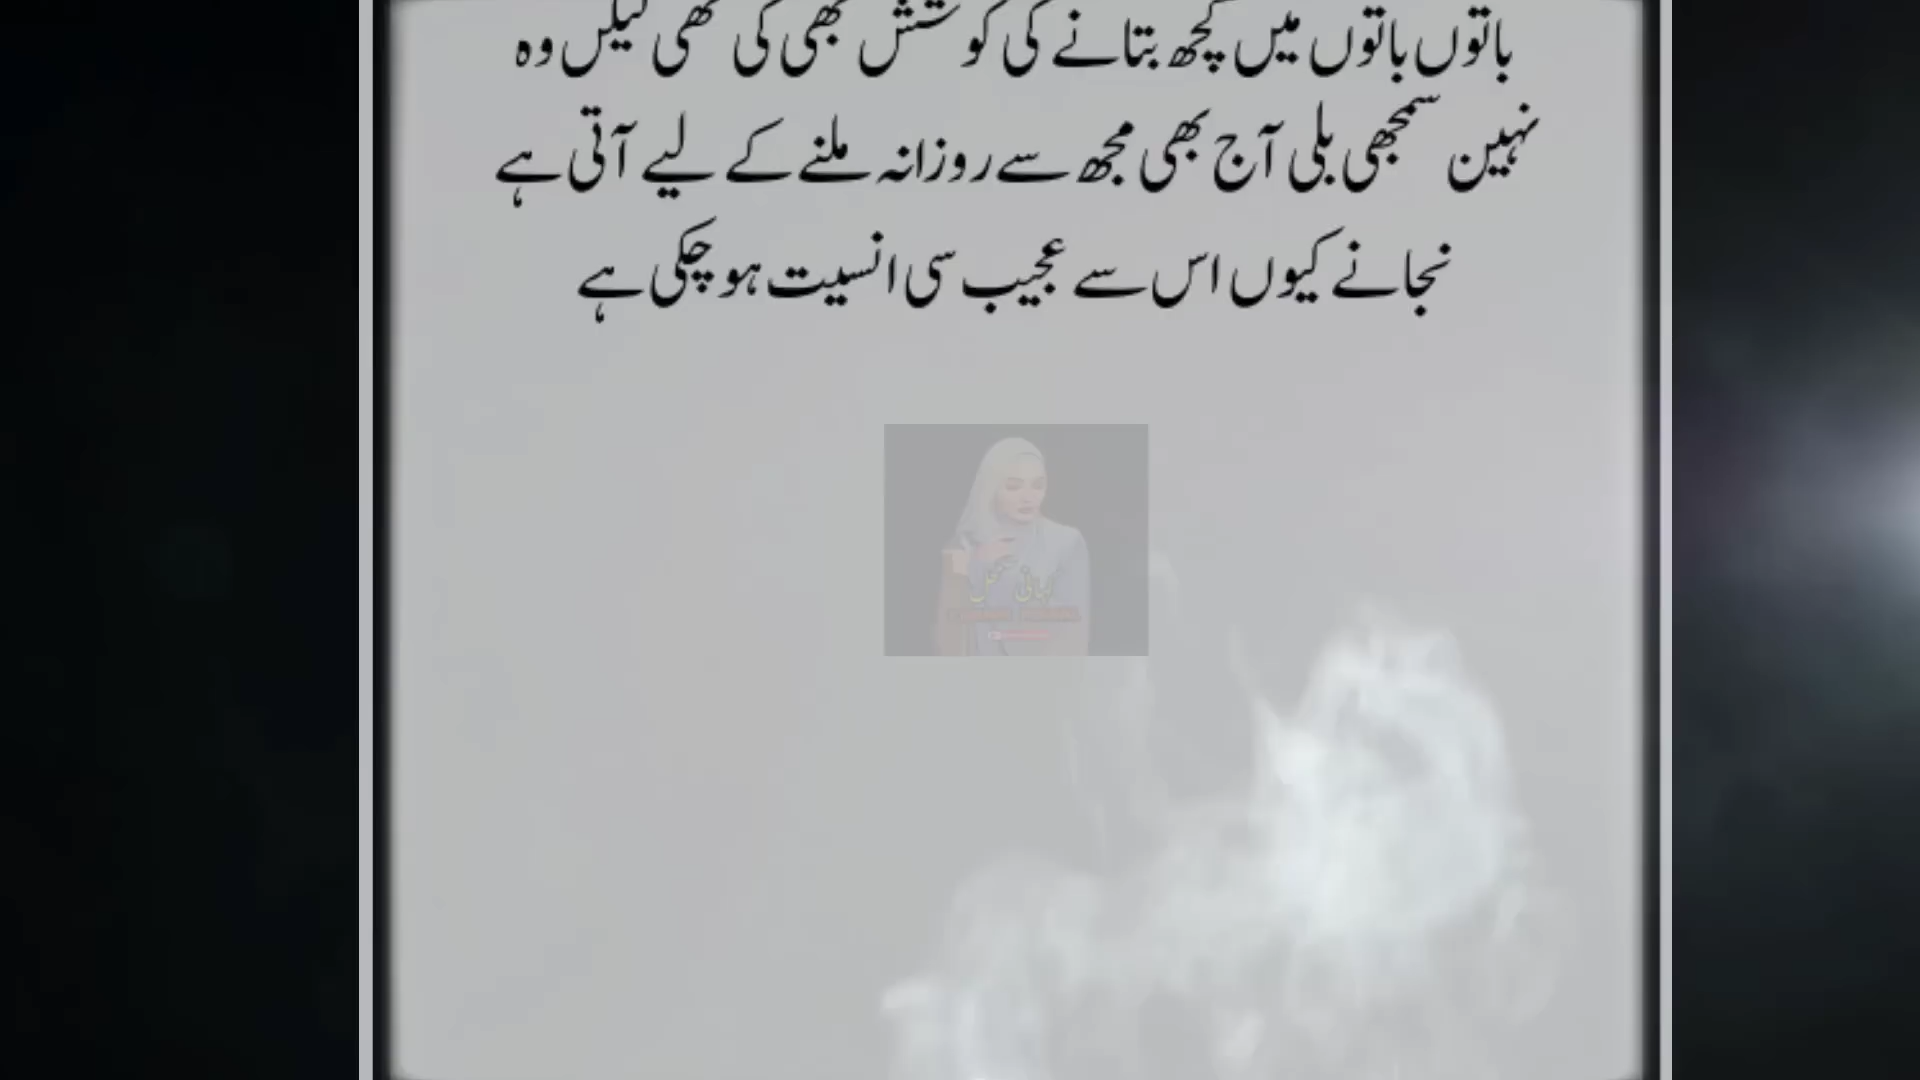 باتوں باتوں میں کچھ بتانے کی کوشش بھی کی تھی لیکن وہ
نہین سمجھی بلی آج بھی مجھ سے روزانہ ملنے کے لیے آتی ہے
نجانے کیوں اس سے عجیب سی انسیت ہو چکی ہے